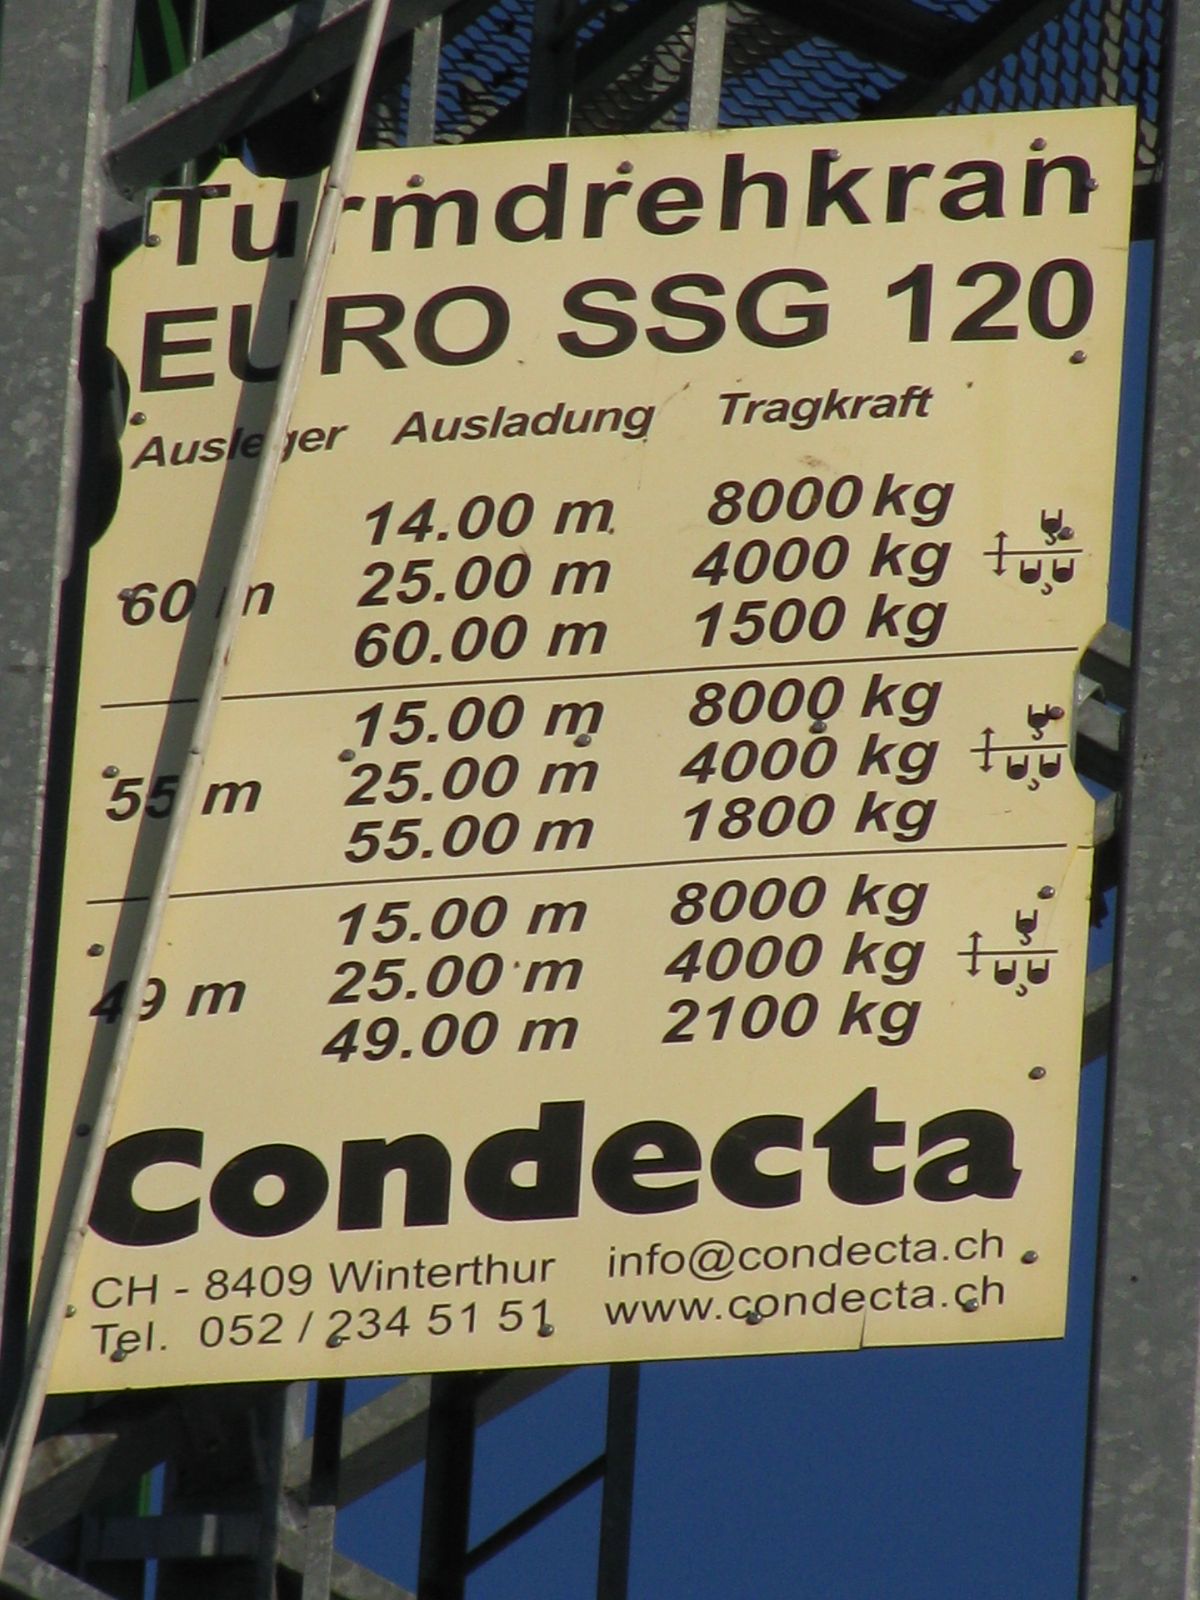 Turmdrehkran
EURO SSG 120
Ausleger Ausladung Tragkraft
14.00 m 8000 kg
60 m 25.00 m 4000 kg
60.00 m 1500 kg
15.00 m 8000 kg
55 m 25.00 m 4000 kg
55.00 m 1800 kg
15.00 m 8000 kg
49 m 25.00 m 4000 kg
49.00 m 2100 kg
Condecta
CH - 8409 Winterthur info@condecta.ch
Tel. 052 / 234 51 51 www.condecta.ch